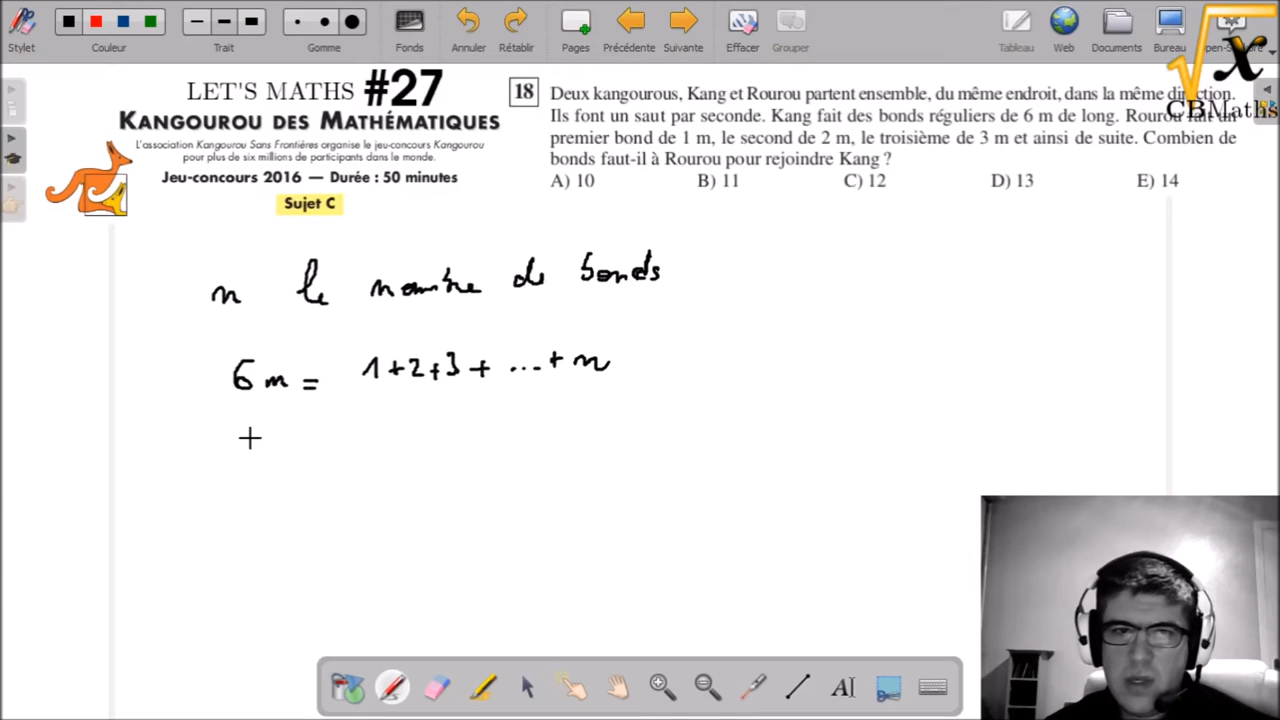 Stylet
Couleur
Trait
Gomme
Fonds
Annuler
Rétablir
Pages
Précédente
Suivante
Effacer
Grouper
Tableau
Web
Documents
Bureau
LET'S MATHS #27
KANGOUROU DES MATHÉMATIQUES
L'association Kangourou Sans Frontières organise le jeu-concours Kangourou
pour plus de six millions de participants dans le monde.
Jeu-concours 2016 — Durée : 50 minutes
Sujet C
√x
CBMaths
18 Deux kangourous, Kang et Rourou partent ensemble, du même endroit, dans la même direction.
Ils font un saut par seconde. Kang fait des bonds réguliers de 6 m de long. Rourou fait un
premier bond de 1 m, le second de 2 m, le troisième de 3 m et ainsi de suite. Combien de
bonds faut-il à Rourou pour rejoindre Kang ?
A) 10 B) 11 C) 12 D) 13 E) 14
n le nombre de bonds
6n = 1+2+3+ ...+ n